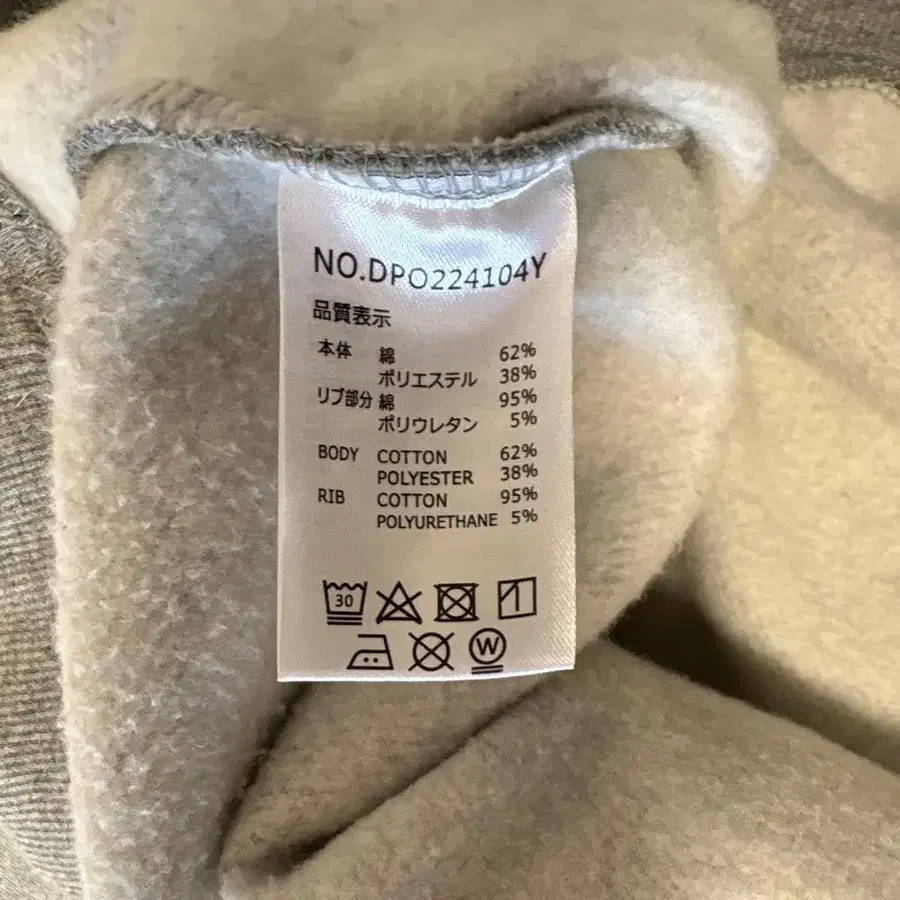 NO.DPO224104Y
品質表示
本体 綿 62%
ポリエステル 38%
リブ部分 綿 95%
ポリウレタン 5%
BODY COTTON 62%
POLYESTER 38%
RIB COTTON 95%
POLYURETHANE 5%
30
W